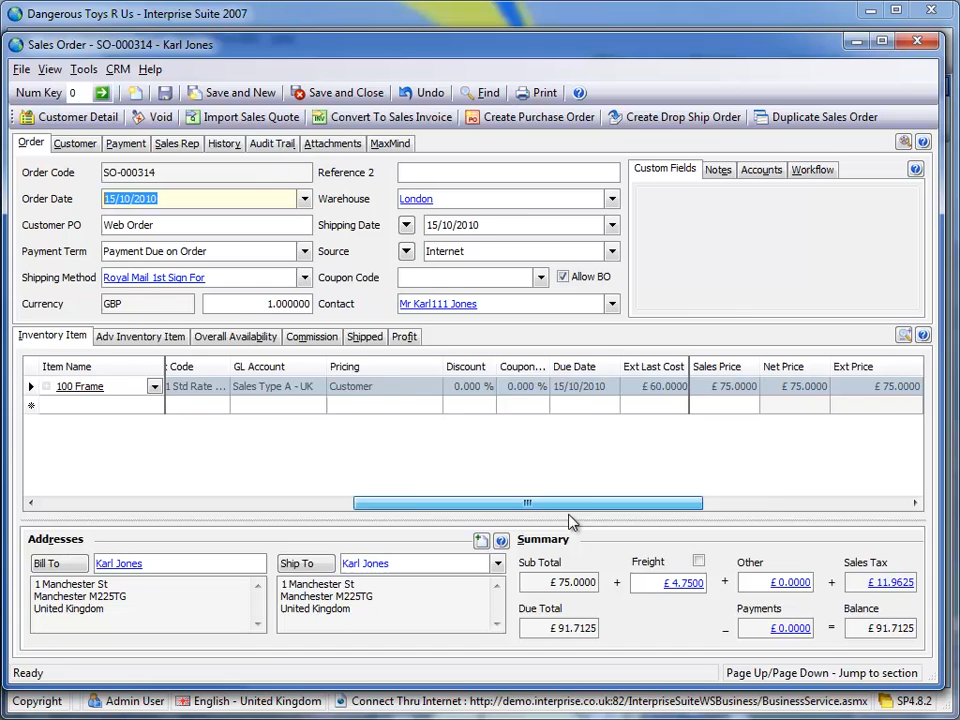 Dangerous Toys R Us - Interprise Suite 2007
Sales Order - SO-000314 - Karl Jones
File View Tools CRM Help
Num Key 0 Save and New Save and Close Undo Find Print
Customer Detail Void Import Sales Quote Convert To Sales Invoice Create Purchase Order Create Drop Ship Order Duplicate Sales Order
Order Customer Payment Sales Rep History Audit Trail Attachments MaxMind
Order Code SO-000314 Reference 2
Custom Fields Notes Accounts Workflow
Order Date 15/10/2010 Warehouse London
Customer PO Web Order Shipping Date 15/10/2010
Payment Term Payment Due on Order Source Internet
Shipping Method Royal Mail 1st Sign For Coupon Code Allow BO
Currency GBP 1.000000 Contact Mr Karl111 Jones
Inventory Item Adv Inventory Item Overall Availability Commission Shipped Profit
Item Name Code GL Account Pricing Discount Coupon... Due Date Ext Last Cost Sales Price Net Price Ext Price
100 Frame 1 Std Rate ... Sales Type A - UK Customer 0.000 % 0.000 % 15/10/2010 £ 60.0000 £ 75.0000 £ 75.0000 £ 75.0000
Addresses
Summary
Bill To Karl Jones
Ship To Karl Jones
1 Manchester St
Manchester M225TG
United Kingdom
1 Manchester St
Manchester M225TG
United Kingdom
Sub Total Freight Other Sales Tax
£ 75.0000 + £ 4.7500 + £ 0.0000 + £ 11.9625
Due Total Payments Balance
£ 91.7125 – £ 0.0000 = £ 91.7125
Ready Page Up/Page Down - Jump to section
Copyright Admin User English - United Kingdom Connect Thru Internet : http://demo.interprise.co.uk:82/InterpriseSuiteWSBusiness/BusinessService.asmx SP4.8.2